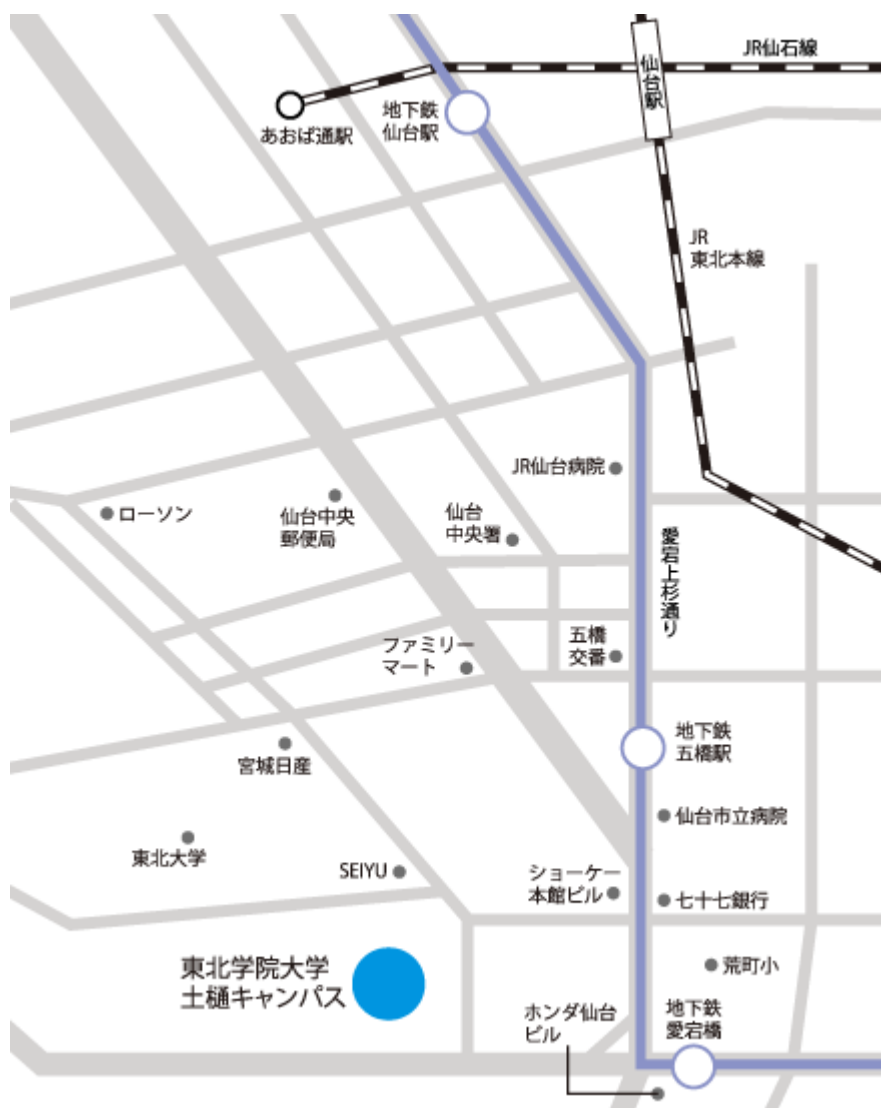 JR仙石線
仙台駅
あおば通駅
地下鉄
仙台駅
JR
東北本線
JR仙台病院
ローソン
仙台中央
郵便局
仙台
中央署
愛宕上杉通り
五橋
交番
ファミリー
マート
地下鉄
五橋駅
宮城日産
仙台市立病院
東北大学
SEIYU
ショーケー
本館ビル
七十七銀行
東北学院大学
土樋キャンパス
荒町小
ホンダ仙台
ビル
地下鉄
愛宕橋